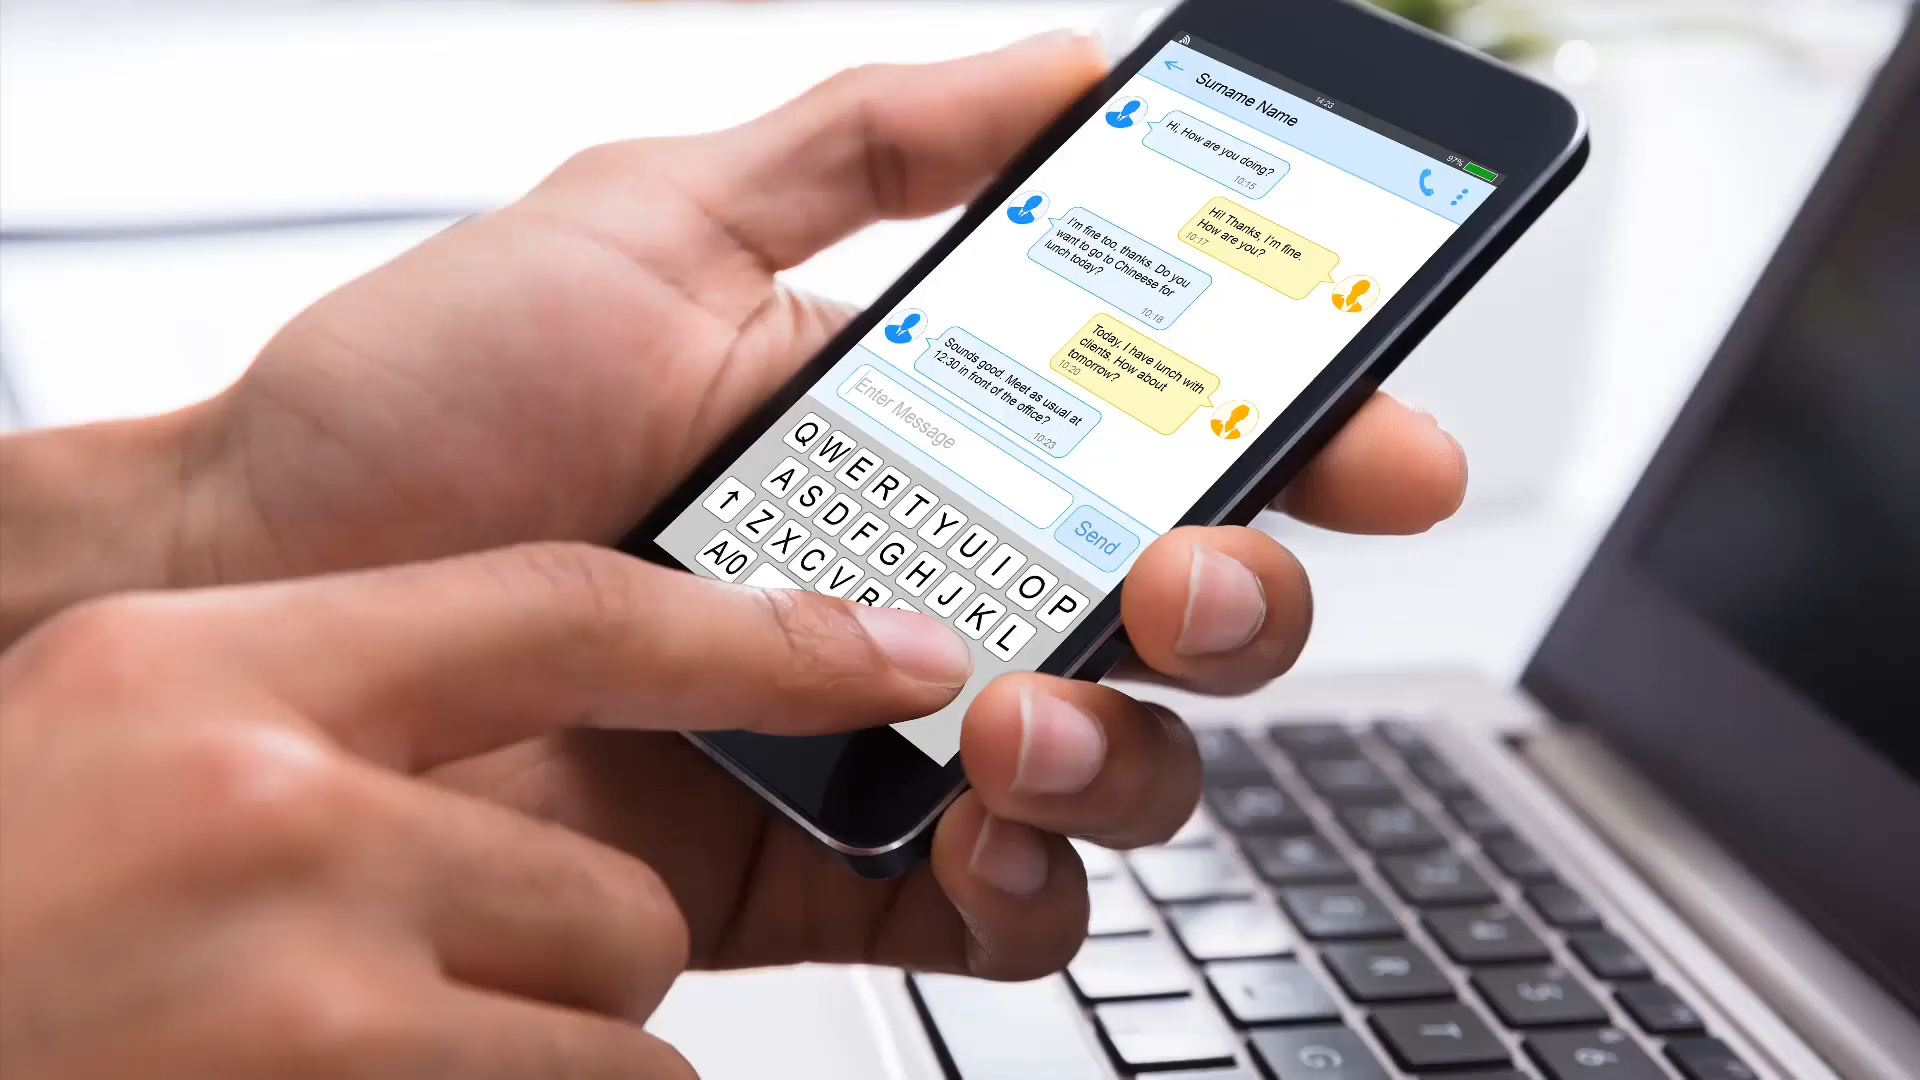 14:23
97%
Surname Name
Hi, How are you doing?
10:15
Hi! Thanks, I'm fine.
How are you?
10:17
I'm fine too, thanks. Do you
want to go to Chineese for
lunch today?
10:18
Today, I have lunch with
clients. How about
tomorrow?
10:20
Sounds good. Meet as usual at
12:30 in front of the office?
10:23
Enter Message
Send
Q W E R T Y U I O P
A S D F G H J K L
↑ Z X C V B
A/0